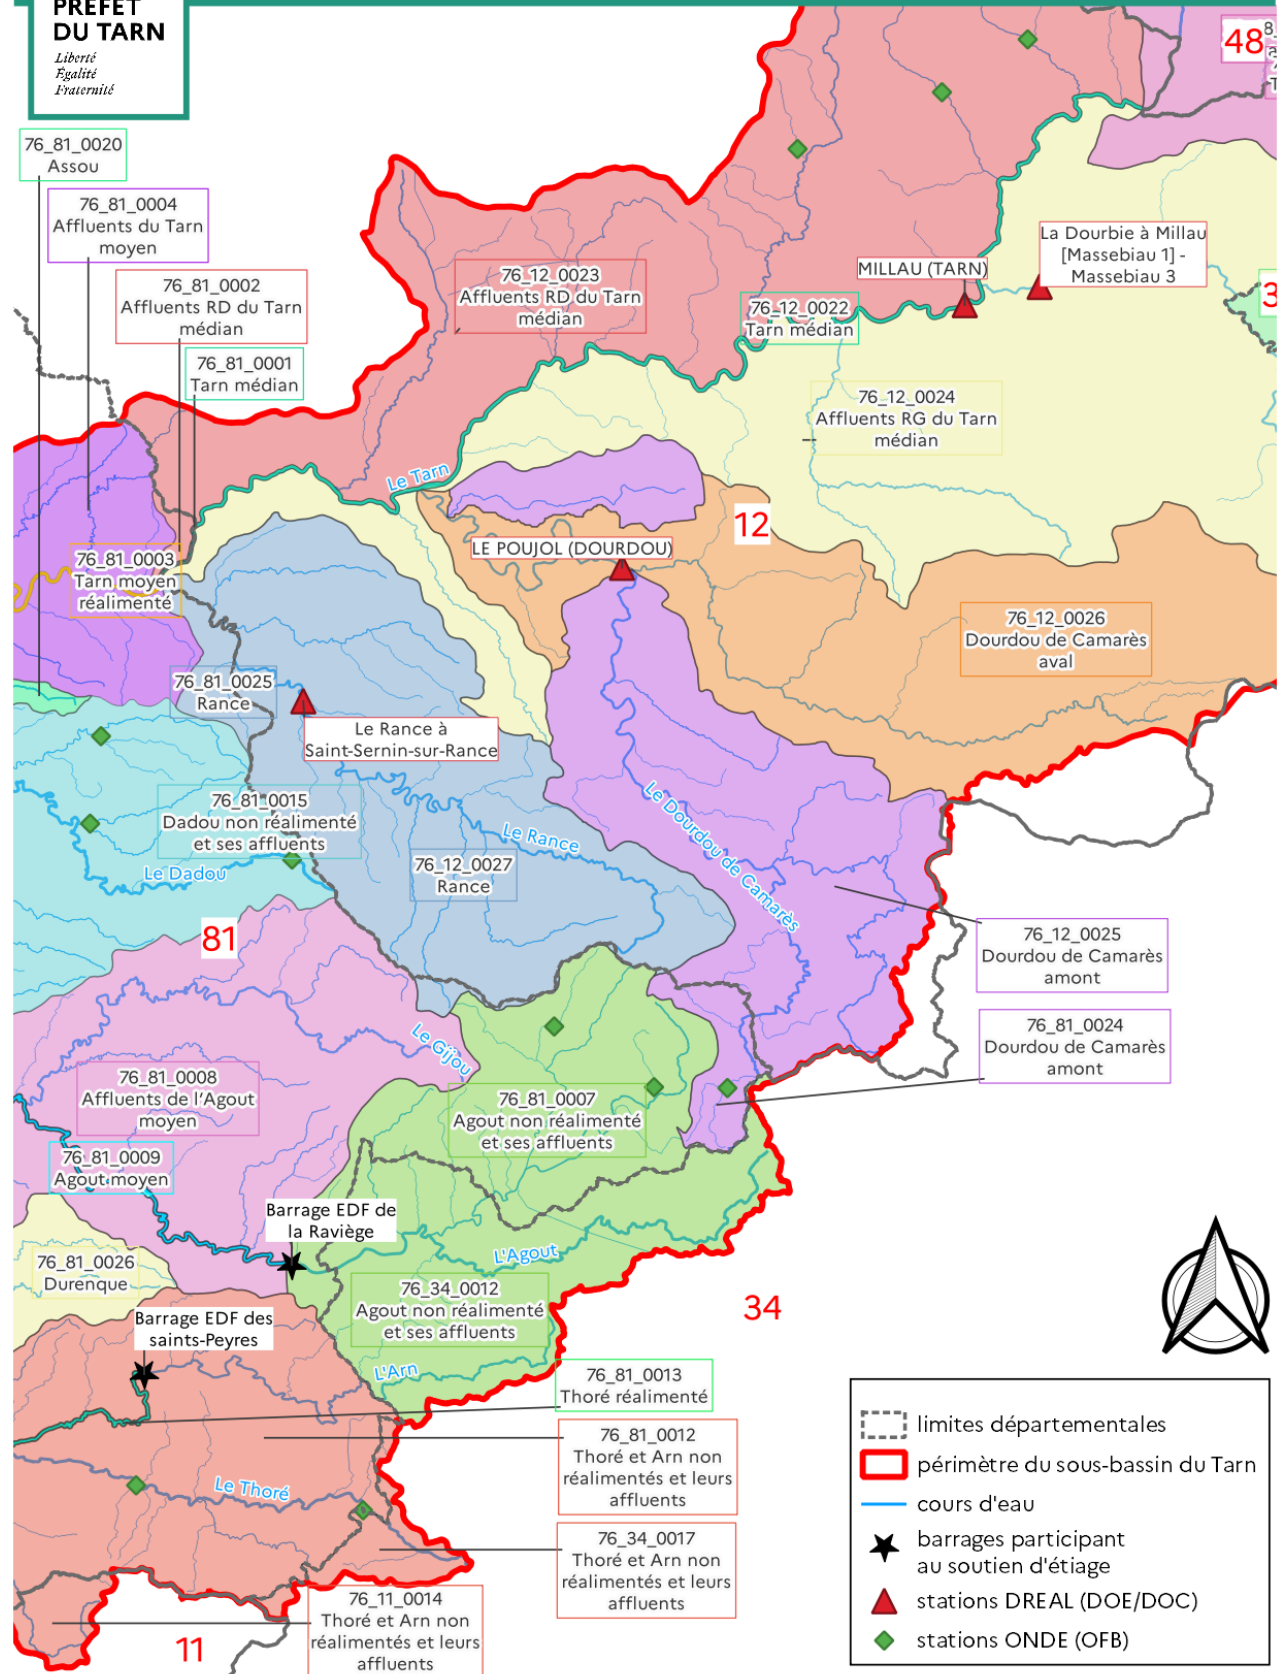 PRÉFET
DU TARN
Liberté
Égalité
Fraternité
48
76_81_0020
Assou
76_81_0004
Affluents du Tarn
moyen
76_81_0002
Affluents RD du Tarn
médian
76_81_0001
Tarn médian
76_12_0023
Affluents RD du Tarn
médian
MILLAU (TARN)
La Dourbie à Millau
[Massebiau 1] -
Massebiau 3
76_12_0022
Tarn médian
3
76_12_0024
Affluents RG du Tarn
médian
Le Tarn
12
LE POUJOL (DOURDOU)
76_81_0003
Tarn moyen
réalimenté
76_12_0026
Dourdou de Camarès
aval
76_81_0025
Rance
Le Rance à
Saint-Sernin-sur-Rance
76_81_0015
Dadou non réalimenté
et ses affluents
Le Dadou
Le Rance
76_12_0027
Rance
Le Dourdou de Camarès
81
76_12_0025
Dourdou de Camarès
amont
76_81_0024
Dourdou de Camarès
amont
Le Gijou
76_81_0008
Affluents de l'Agout
moyen
76_81_0007
Agout non réalimenté
et ses affluents
76_81_0009
Agout moyen
Barrage EDF de
la Raviège
L'Agout
76_81_0026
Durenque
76_34_0012
Agout non réalimenté
et ses affluents
34
Barrage EDF des
saints-Peyres
L'Arn
76_81_0013
Thoré réalimenté
76_81_0012
Thoré et Arn non
réalimentés et leurs
affluents
Le Thoré
76_34_0017
Thoré et Arn non
réalimentés et leurs
affluents
76_11_0014
Thoré et Arn non
réalimentés et leurs
affluents
11
limites départementales
périmètre du sous-bassin du Tarn
cours d'eau
barrages participant
au soutien d'étiage
stations DREAL (DOE/DOC)
stations ONDE (OFB)